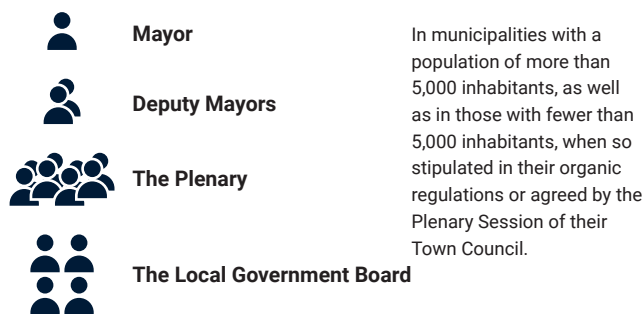 Mayor
Deputy Mayors
The Plenary
The Local Government Board
In municipalities with a
population of more than
5,000 inhabitants, as well
as in those with fewer than
5,000 inhabitants, when so
stipulated in their organic
regulations or agreed by the
Plenary Session of their
Town Council.